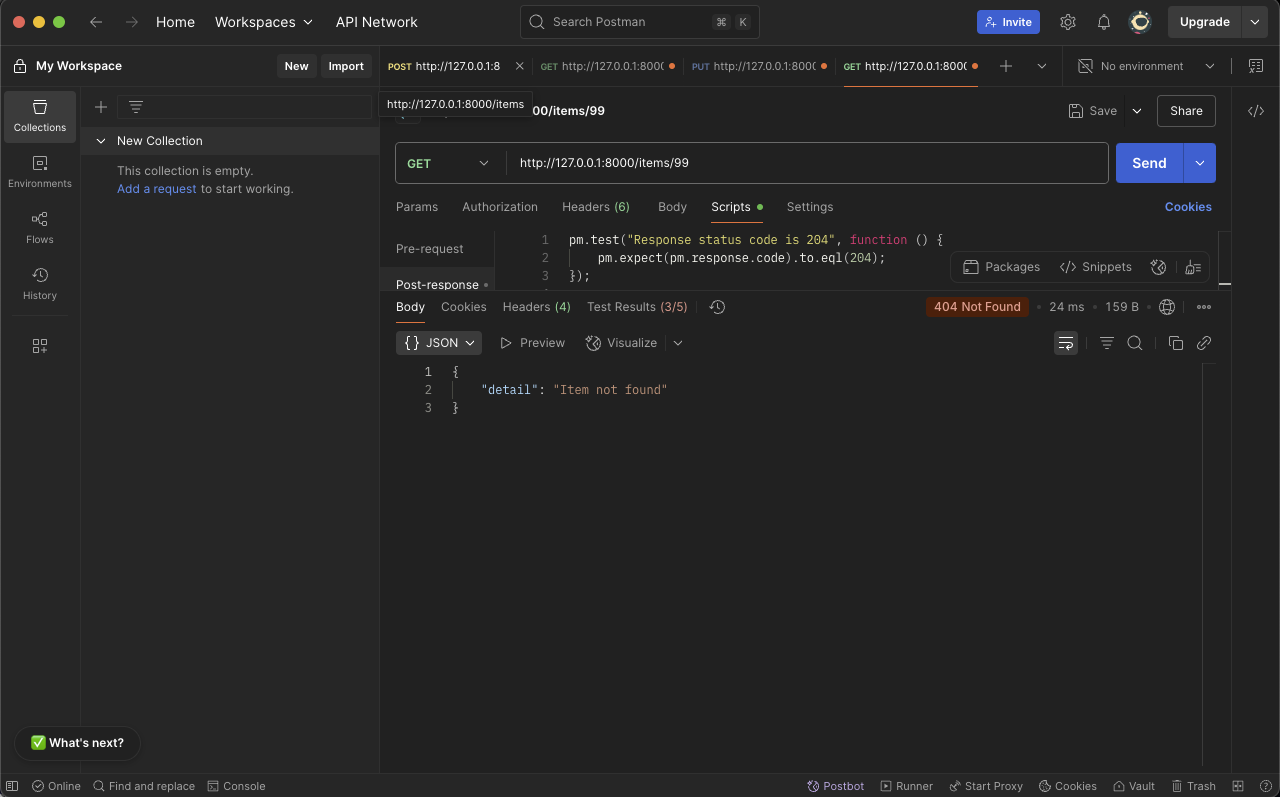 Home
Workspaces
API Network
Search Postman
⌘ K
Invite
Upgrade
My Workspace
New
Import
POST http://127.0.0.1:8
GET http://127.0.0.1:800
PUT http://127.0.0.1:800
GET http://127.0.0.1:800
No environment
http://127.0.0.1:8000/items
00/items/99
Save
Share
Collections
Environments
Flows
History
New Collection
This collection is empty.
Add a request to start working.
GET
http://127.0.0.1:8000/items/99
Send
Params
Authorization
Headers (6)
Body
Scripts
Settings
Cookies
Pre-request
Post-response
1 pm.test("Response status code is 204", function () {
2 pm.expect(pm.response.code).to.eql(204);
3 });
Packages
</> Snippets
Body
Cookies
Headers (4)
Test Results (3/5)
404 Not Found
24 ms
159 B
{} JSON
Preview
Visualize
1 {
2 "detail": "Item not found"
3 }
✅ What's next?
Online
Find and replace
Console
Postbot
Runner
Start Proxy
Cookies
Vault
Trash